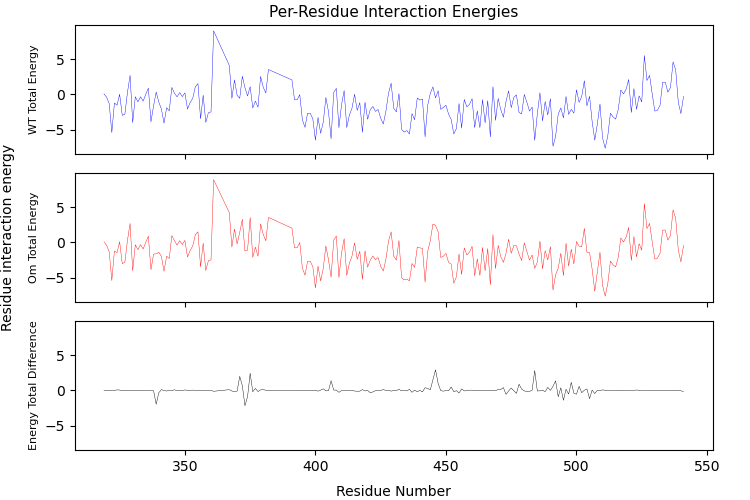 Per-Residue Interaction Energies
Residue interaction energy
WT Total Energy
5
0
−5
Om Total Energy
5
0
−5
Energy Total Difference
5
0
−5
350 400 450 500 550
Residue Number